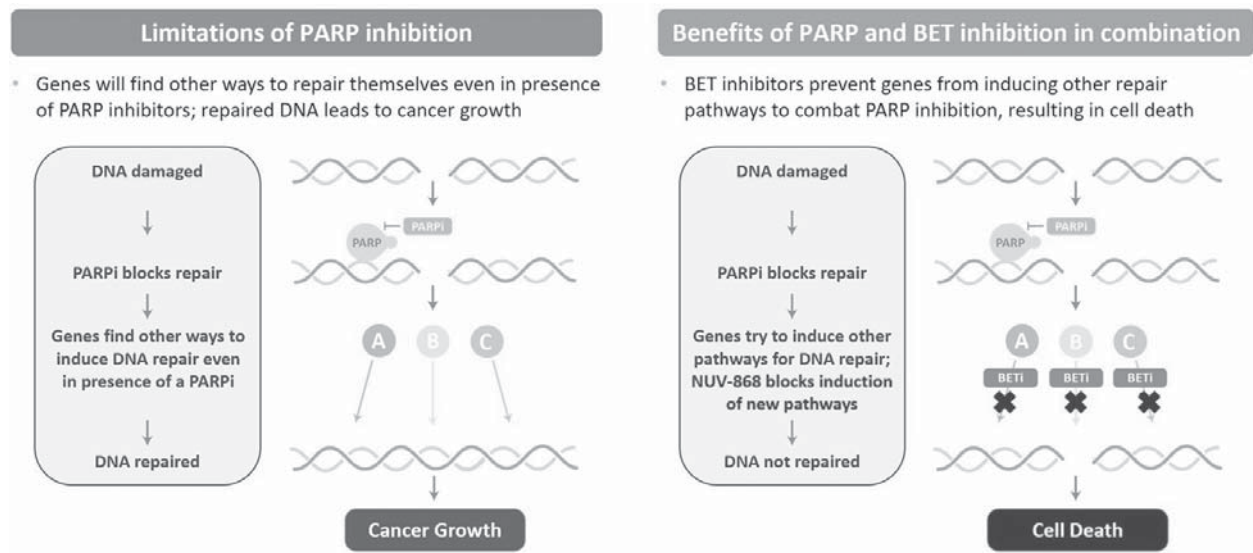 Limitations of PARP inhibition
• Genes will find other ways to repair themselves even in presence
of PARP inhibitors; repaired DNA leads to cancer growth
DNA damaged
PARPi blocks repair
Genes find other ways to
induce DNA repair even
in presence of a PARPi
DNA repaired
PARPi
PARP
A B C
Cancer Growth
Benefits of PARP and BET inhibition in combination
• BET inhibitors prevent genes from inducing other repair
pathways to combat PARP inhibition, resulting in cell death
DNA damaged
PARPi blocks repair
Genes try to induce other
pathways for DNA repair;
NUV-868 blocks induction
of new pathways
DNA not repaired
PARPi
PARP
A B C
BETi BETi BETi
Cell Death